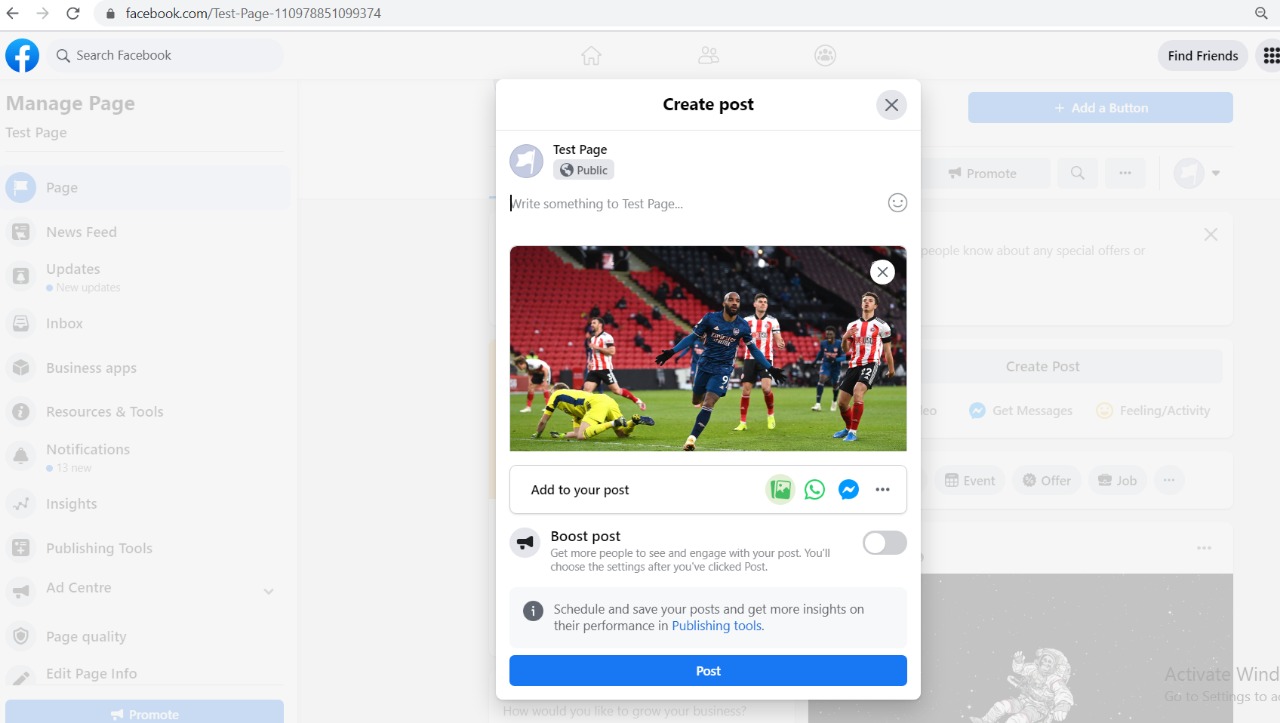 facebook.com/Test-Page-110978851099374
Search Facebook
Find Friends
Manage Page
Test Page
Page
News Feed
Updates
New updates
Inbox
Business apps
Resources & Tools
Notifications
13 new
Insights
Publishing Tools
Ad Centre
Page quality
Edit Page Info
Promote
Create post
Test Page
Public
Write something to Test Page...
9
22
Add to your post
Boost post
Get more people to see and engage with your post. You'll
choose the settings after you've clicked Post.
Schedule and save your posts and get more insights on
their performance in Publishing tools.
Post
How would you like to grow your business?
+ Add a Button
Promote
people know about any special offers or
Create Post
Get Messages
Feeling/Activity
Event
Offer
Job
Activate Wind
Go to Settings to a